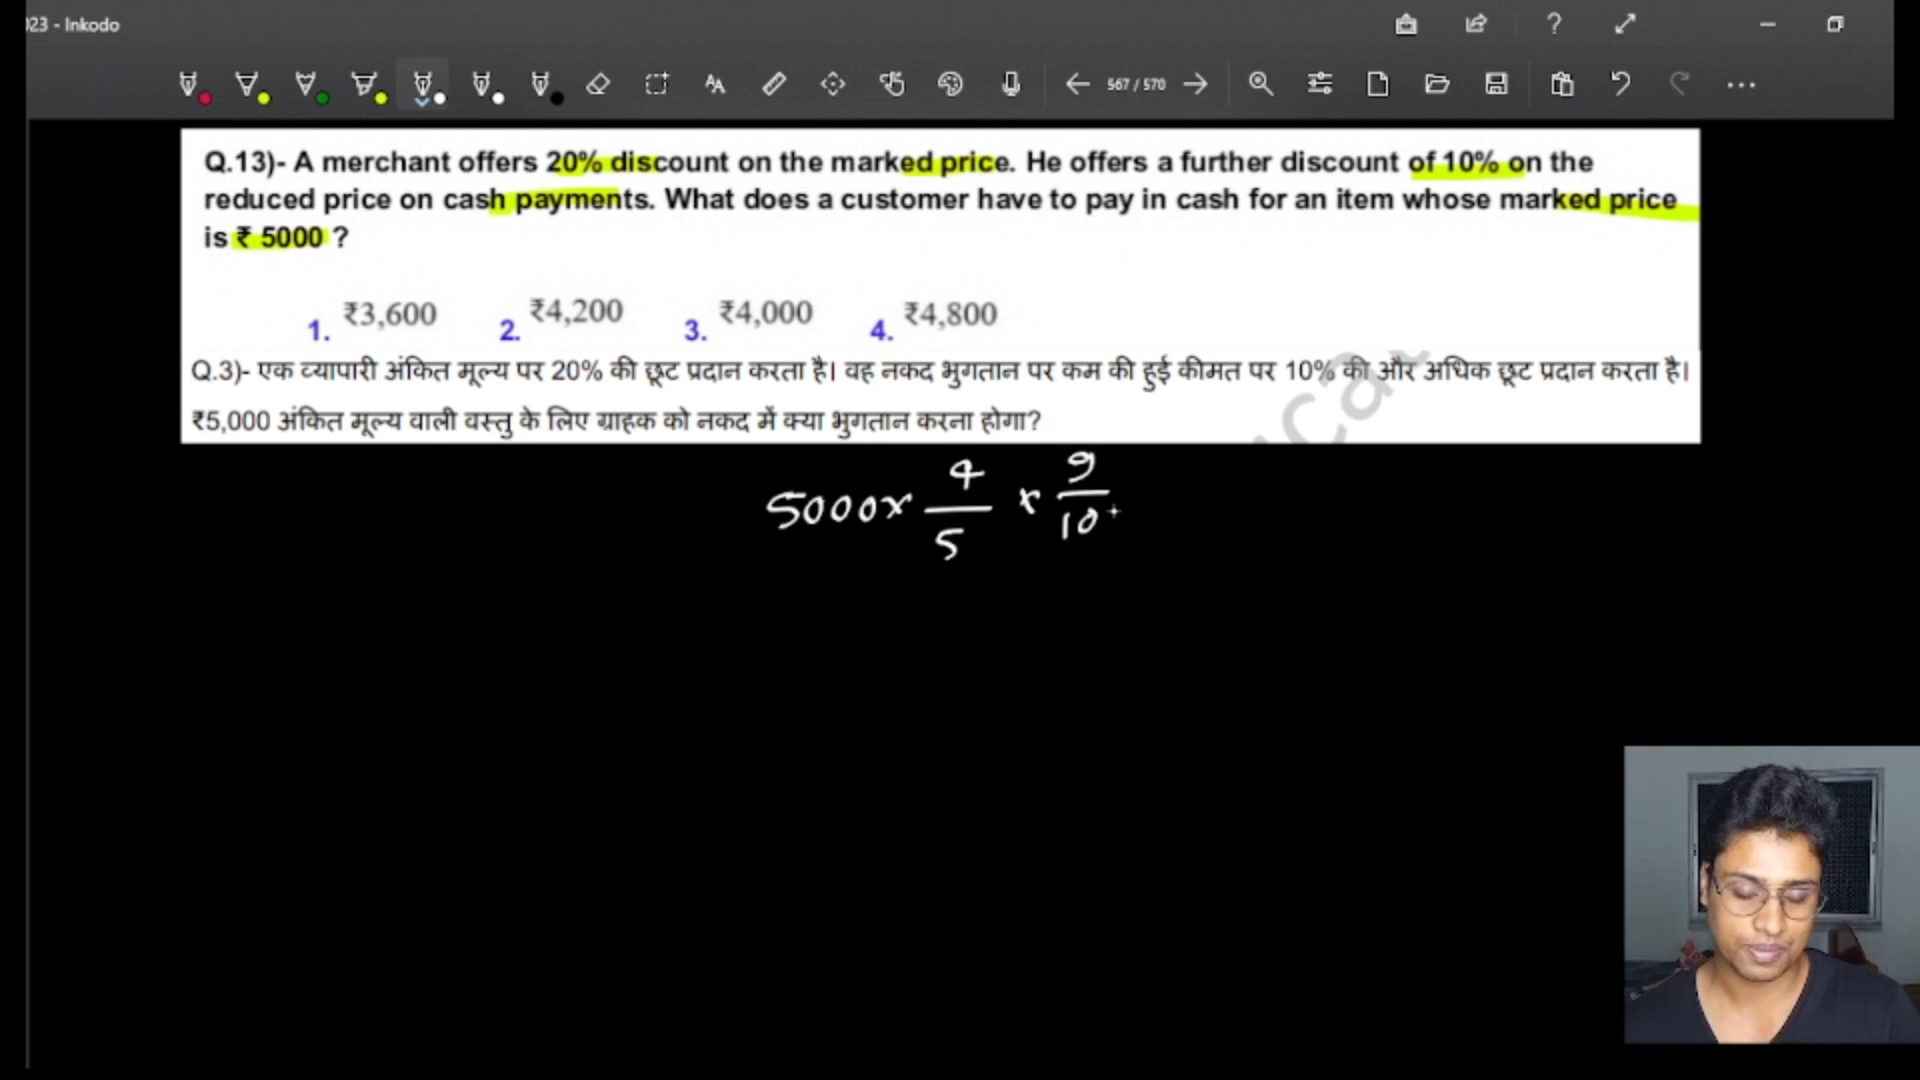 023 - Inkodo
567 / 570
Q.13)- A merchant offers 20% discount on the marked price. He offers a further discount of 10% on the
reduced price on cash payments. What does a customer have to pay in cash for an item whose marked price
is ₹ 5000 ?
1. ₹3,600 2. ₹4,200 3. ₹4,000 4. ₹4,800
Q.3)- एक व्यापारी अंकित मूल्य पर 20% की छूट प्रदान करता है। वह नकद भुगतान पर कम की हुई कीमत पर 10% की और अधिक छूट प्रदान करता है।
₹5,000 अंकित मूल्य वाली वस्तु के लिए ग्राहक को नकद में क्या भुगतान करना होगा?
5000 x 4/5 x 9/10